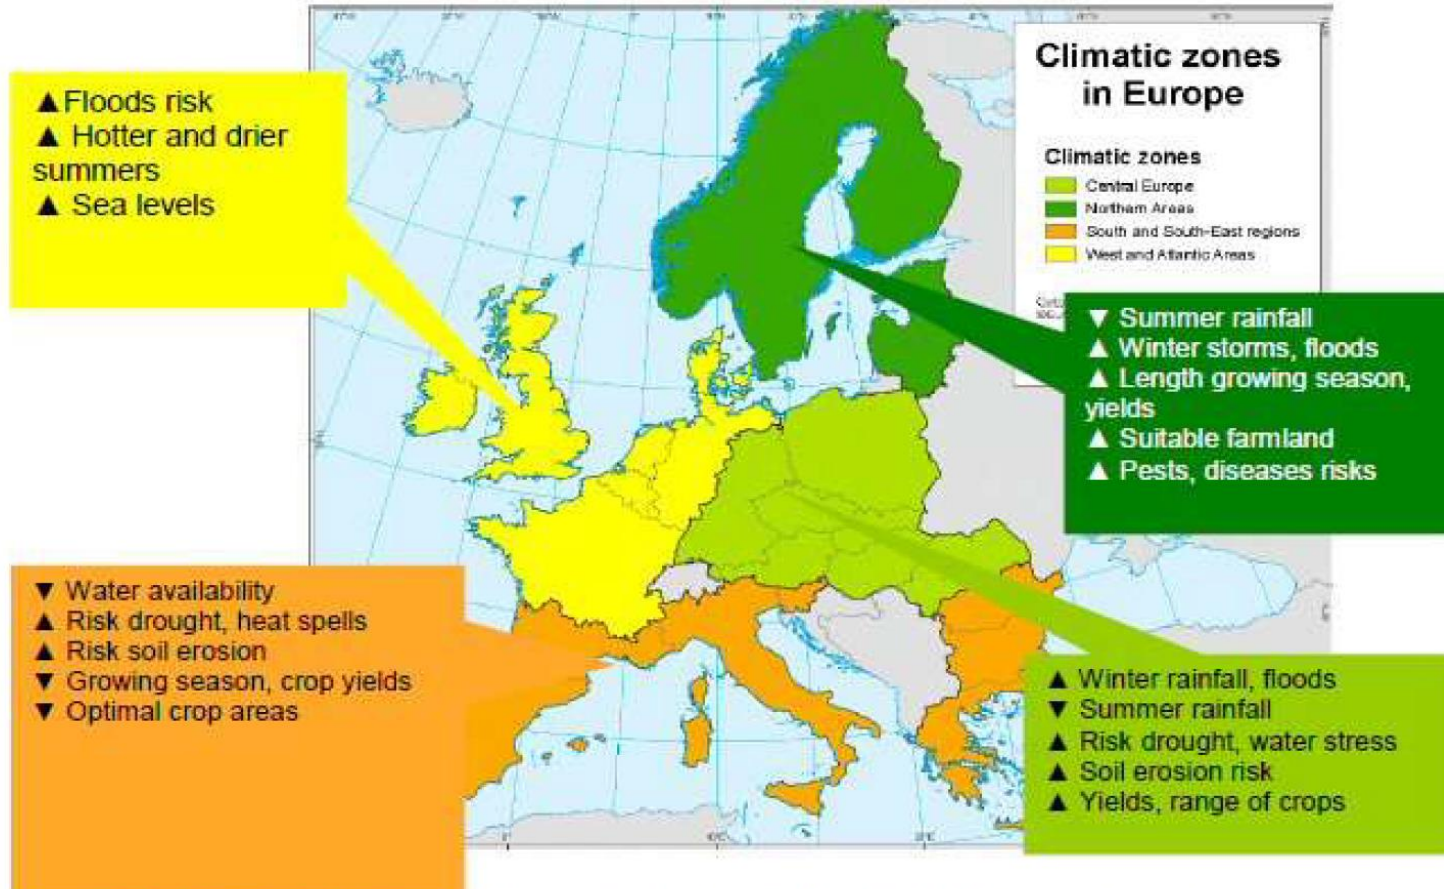 Climatic zones
in Europe
Climatic zones
Central Europe
Northern Areas
South and South-East regions
West and Atlantic Areas
▲Floods risk
▲ Hotter and drier
summers
▲ Sea levels
▼ Summer rainfall
▲ Winter storms, floods
▲ Length growing season,
yields
▲ Suitable farmland
▲ Pests, diseases risks
▼ Water availability
▲ Risk drought, heat spells
▲ Risk soil erosion
▼ Growing season, crop yields
▼ Optimal crop areas
▲ Winter rainfall, floods
▼ Summer rainfall
▲ Risk drought, water stress
▲ Soil erosion risk
▲ Yields, range of crops